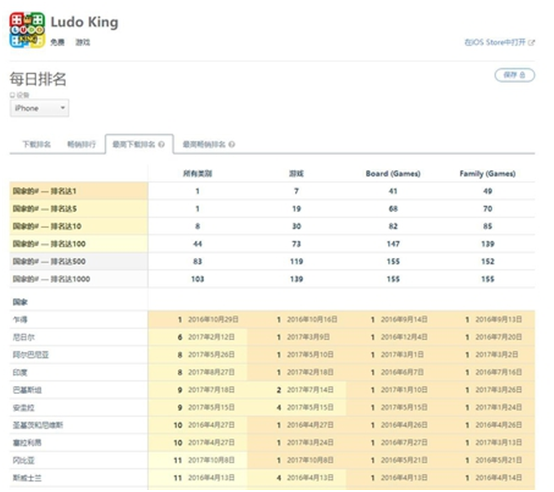 Ludo King
免费 游戏
在iOS Store中打开
每日排名
保存
设备
iPhone
下载排名 畅销排行 最高下载排名 最高畅销排名
所有类别 游戏 Board (Games) Family (Games)
国家的# — 排名达1 1 7 41 49
国家的# — 排名达5 1 19 68 70
国家的# — 排名达10 8 30 82 85
国家的# — 排名达100 44 73 147 139
国家的# — 排名达500 83 119 155 152
国家的# — 排名达1000 103 139 155 155
国家
乍得 1 2016年10月29日 1 2016年10月16日 1 2016年9月14日 1 2016年9月13日
尼日尔 6 2017年2月12日 1 2017年3月9日 1 2016年12月4日 1 2016年7月20日
阿尔巴尼亚 8 2017年5月26日 1 2017年5月10日 1 2017年3月1日 1 2017年3月2日
印度 8 2017年8月27日 1 2017年2月18日 1 2016年6月7日 1 2016年7月16日
巴基斯坦 9 2017年7月18日 2 2017年7月14日 1 2017年1月10日 1 2017年3月26日
安圭拉 9 2017年5月15日 4 2017年5月15日 1 2017年5月15日 1 2017年1月24日
圣基茨和尼维斯 10 2016年4月27日 1 2016年4月27日 1 2016年4月26日 1 2016年4月26日
塞拉利昂 10 2017年4月27日 1 2017年3月24日 1 2016年7月27日 1 2017年3月13日
冈比亚 11 2017年10月8日 1 2017年10月8日 1 2016年5月21日 1 2016年5月21日
斯威士兰 11 2016年4月13日 4 2016年4月13日 1 2016年4月13日 1 2016年4月13日